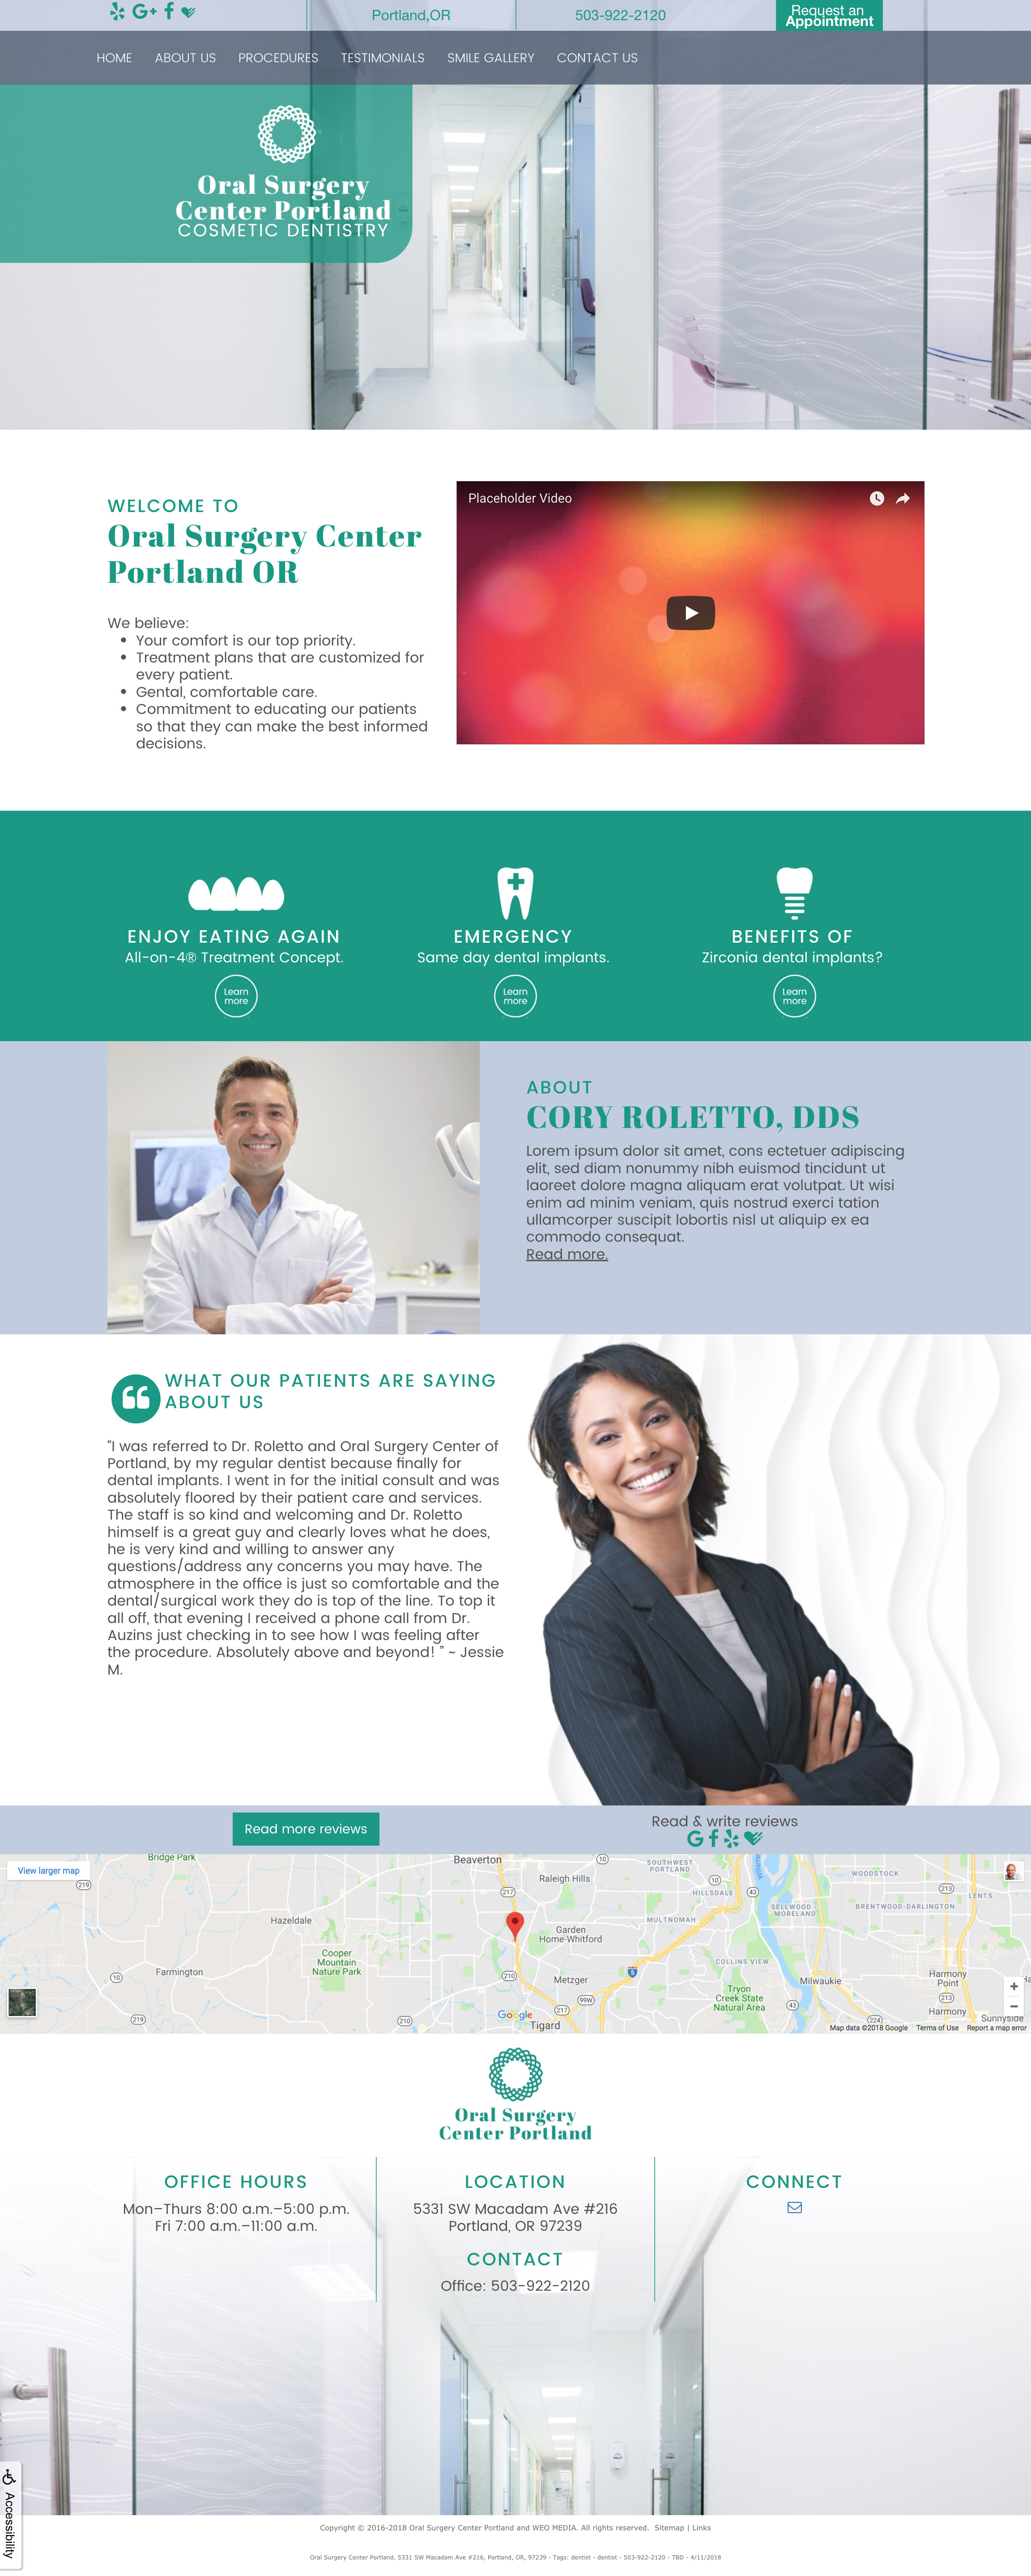 Portland,OR
503-922-2120
Request an
Appointment
HOME ABOUT US PROCEDURES TESTIMONIALS SMILE GALLERY CONTACT US
Oral Surgery
Center Portland
COSMETIC DENTISTRY
WELCOME TO
Oral Surgery Center
Portland OR
We believe:
• Your comfort is our top priority.
• Treatment plans that are customized for
every patient.
• Gental, comfortable care.
• Commitment to educating our patients
so that they can make the best informed
decisions.
Placeholder Video
ENJOY EATING AGAIN
All-on-4® Treatment Concept.
Learn
more
EMERGENCY
Same day dental implants.
Learn
more
BENEFITS OF
Zirconia dental implants?
Learn
more
ABOUT
CORY ROLETTO, DDS
Lorem ipsum dolor sit amet, cons ectetuer adipiscing
elit, sed diam nonummy nibh euismod tincidunt ut
laoreet dolore magna aliquam erat volutpat. Ut wisi
enim ad minim veniam, quis nostrud exerci tation
ullamcorper suscipit lobortis nisl ut aliquip ex ea
commodo consequat.
Read more.
WHAT OUR PATIENTS ARE SAYING
ABOUT US
"I was referred to Dr. Roletto and Oral Surgery Center of
Portland, by my regular dentist because finally for
dental implants. I went in for the initial consult and was
absolutely floored by their patient care and services.
The staff is so kind and welcoming and Dr. Roletto
himself is a great guy and clearly loves what he does,
he is very kind and willing to answer any
questions/address any concerns you may have. The
atmosphere in the office is just so comfortable and the
dental/surgical work they do is top of the line. To top it
all off, that evening I received a phone call from Dr.
Auzins just checking in to see how I was feeling after
the procedure. Absolutely above and beyond! " ~ Jessie
M.
Read more reviews
Read & write reviews
View larger map
Bridge Park
219
Beaverton
10
217
Raleigh Hills
SOUTHWEST
PORTLAND
10
HILLSDALE
43
WOODSTOCK
213
LENTS
SELLWOOD
MORELAND
BRENTWOOD-DARLINGTON
Hazeldale
MULTNOMAH
Garden
Home-Whitford
Cooper
Mountain
Nature Park
10
Farmington
210
Metzger
5
COLLINS VIEW
Tryon
Creek State
Natural Area
Milwaukie
Harmony
Point
213
Harmony
99W
43
219
210
Google
217
Tigard
224
Sunnyside
Map data ©2018 Google Terms of Use Report a map error
Oral Surgery
Center Portland
OFFICE HOURS
Mon–Thurs 8:00 a.m.–5:00 p.m.
Fri 7:00 a.m.–11:00 a.m.
LOCATION
5331 SW Macadam Ave #216
Portland, OR 97239
CONTACT
Office: 503-922-2120
CONNECT
Accessibility
Copyright © 2016-2018 Oral Surgery Center Portland and WEO MEDIA. All rights reserved. Sitemap | Links
Oral Surgery Center Portland, 5331 SW Macadam Ave #216, Portland, OR, 97239 - Tags: dentist - dentist - 503-922-2120 - TBD - 4/11/2018